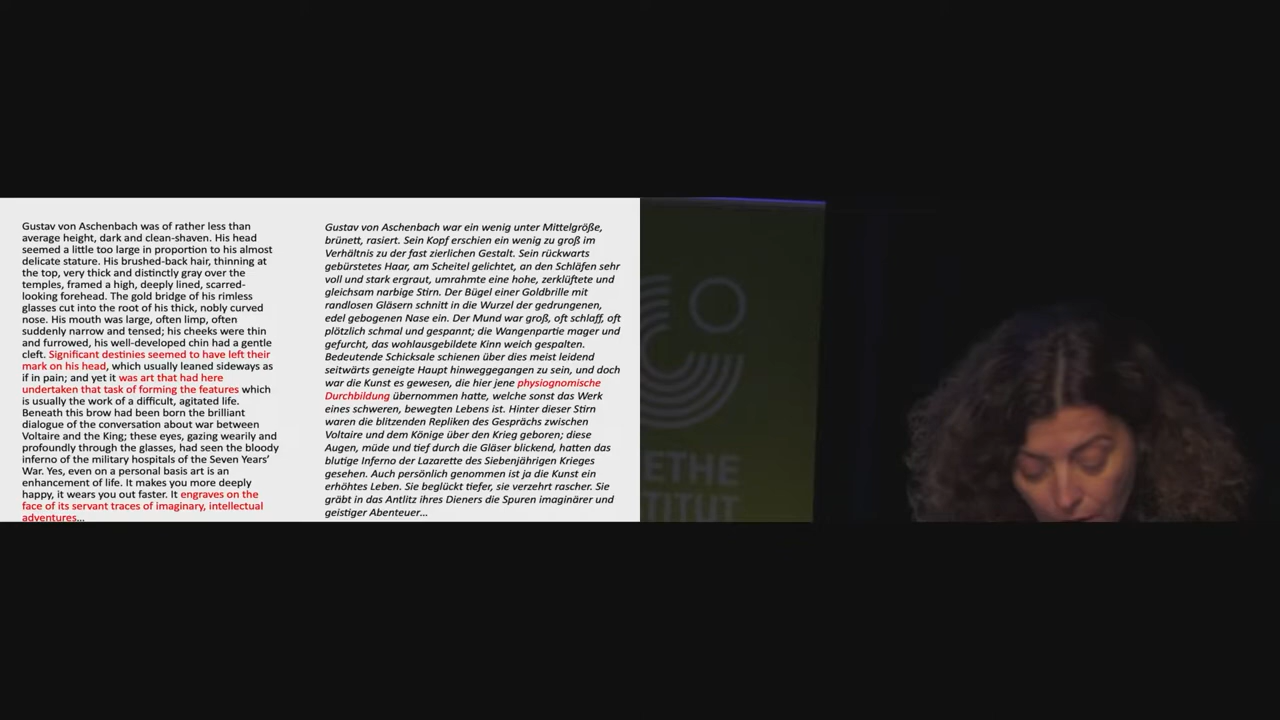 Gustav von Aschenbach was of rather less than
average height, dark and clean-shaven. His head
seemed a little too large in proportion to his almost
delicate stature. His brushed-back hair, thinning at
the top, very thick and distinctly gray over the
temples, framed a high, deeply lined, scarred-
looking forehead. The gold bridge of his rimless
glasses cut into the root of his thick, nobly curved
nose. His mouth was large, often limp, often
suddenly narrow and tensed; his cheeks were thin
and furrowed, his well-developed chin had a gentle
cleft. Significant destinies seemed to have left their
mark on his head, which usually leaned sideways as
if in pain; and yet it was art that had here
undertaken that task of forming the features which
is usually the work of a difficult, agitated life.
Beneath this brow had been born the brilliant
dialogue of the conversation about war between
Voltaire and the King; these eyes, gazing wearily and
profoundly through the glasses, had seen the bloody
inferno of the military hospitals of the Seven Years'
War. Yes, even on a personal basis art is an
enhancement of life. It makes you more deeply
happy, it wears you out faster. It engraves on the
face of its servant traces of imaginary, intellectual
adventures...
Gustav von Aschenbach war ein wenig unter Mittelgröße,
brünett, rasiert. Sein Kopf erschien ein wenig zu groß im
Verhältnis zu der fast zierlichen Gestalt. Sein rückwarts
gebürstetes Haar, am Scheitel gelichtet, an den Schläfen sehr
voll und stark ergraut, umrahmte eine hohe, zerklüftete und
gleichsam narbige Stirn. Der Bügel einer Goldbrille mit
randlosen Gläsern schnitt in die Wurzel der gedrungenen,
edel gebogenen Nase ein. Der Mund war groß, oft schlaff, oft
plötzlich schmal und gespannt; die Wangenpartie mager und
gefurcht, das wohlausgebildete Kinn weich gespalten.
Bedeutende Schicksale schienen über dies meist leidend
seitwärts geneigte Haupt hinweggegangen zu sein, und doch
war die Kunst es gewesen, die hier jene physiognomische
Durchbildung übernommen hatte, welche sonst das Werk
eines schweren, bewegten Lebens ist. Hinter dieser Stirn
waren die blitzenden Repliken des Gesprächs zwischen
Voltaire und dem Könige über den Krieg geboren; diese
Augen, müde und tief durch die Gläser blickend, hatten das
blutige Inferno der Lazarette des Siebenjährigen Krieges
gesehen. Auch persönlich genommen ist ja die Kunst ein
erhöhtes Leben. Sie beglückt tiefer, sie verzehrt rascher. Sie
gräbt in das Antlitz ihres Dieners die Spuren imaginärer und
geistiger Abenteuer...
ETHE
TITUT